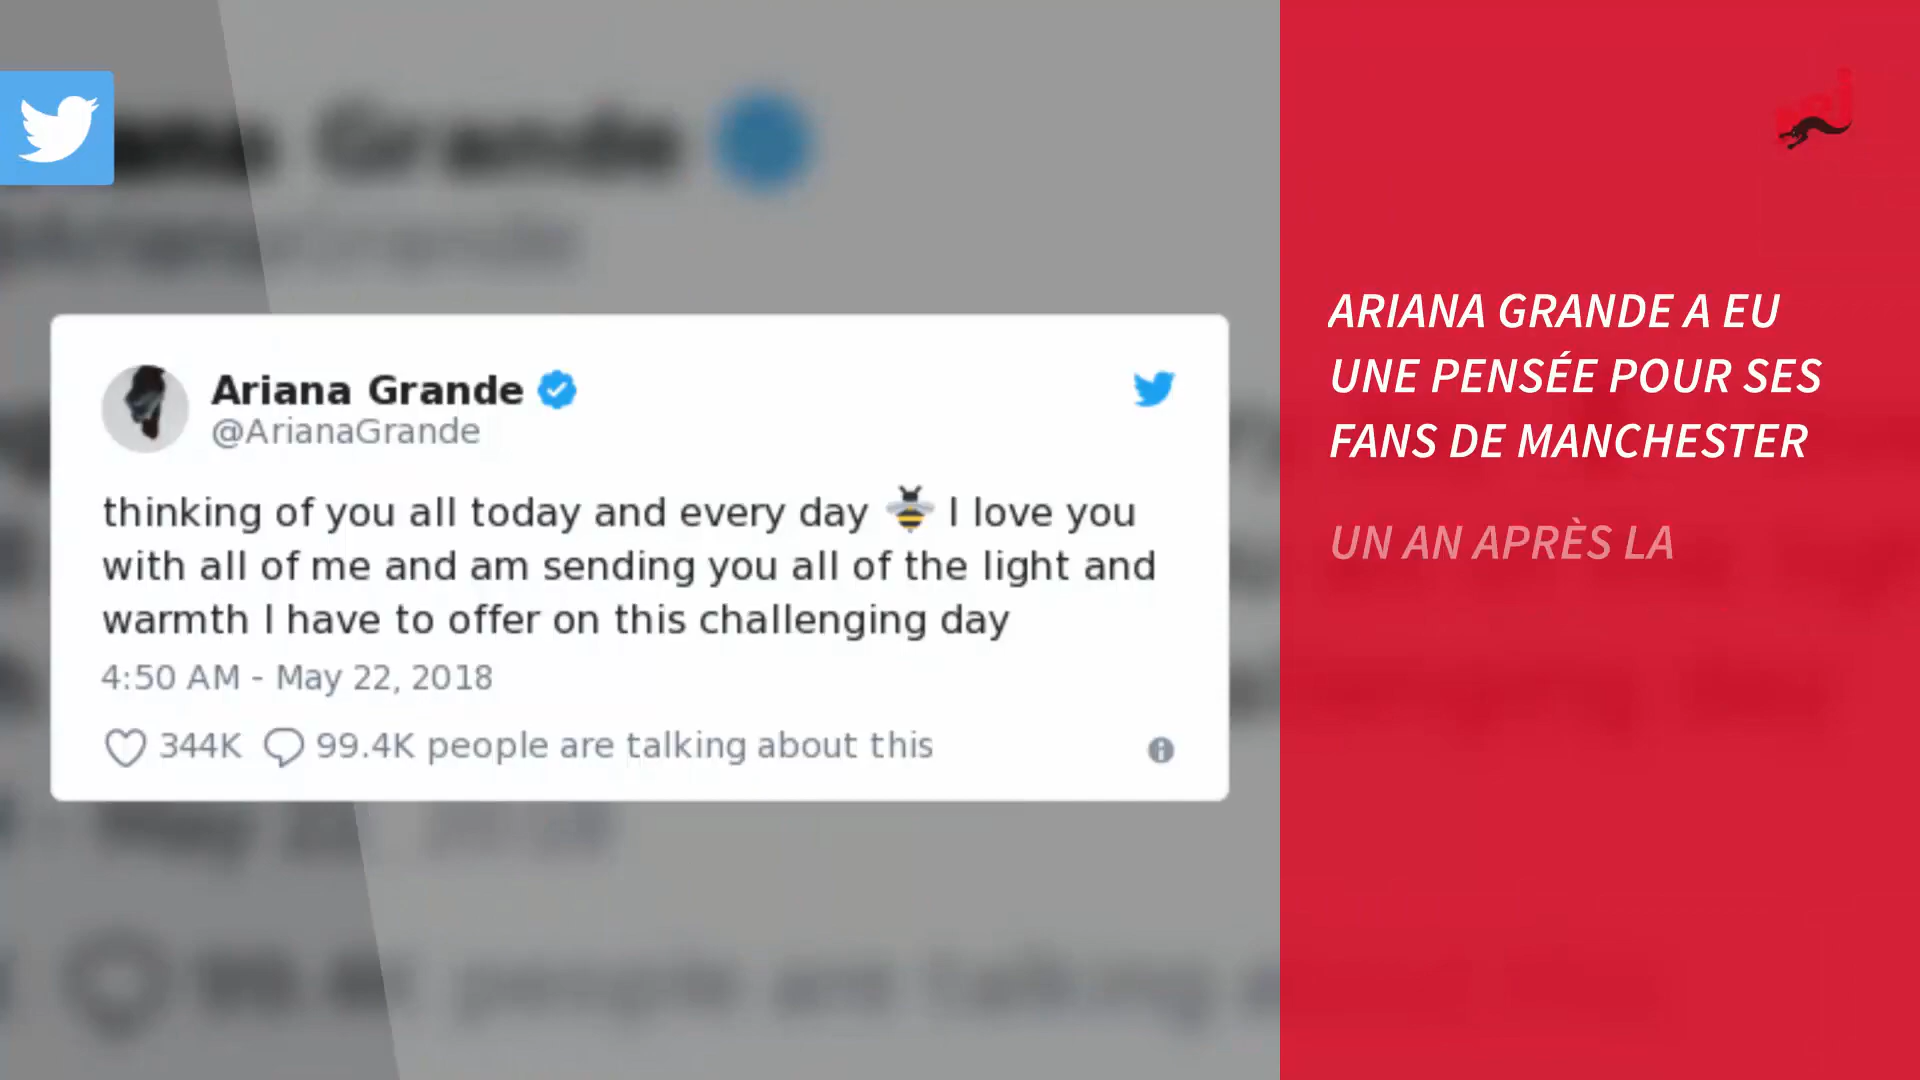 Ariana Grande
@ArianaGrande
thinking of you all today and every day 🐝 I love you
with all of me and am sending you all of the light and
warmth I have to offer on this challenging day
4:50 AM - May 22, 2018
344K 99.4K people are talking about this
ARIANA GRANDE A EU
UNE PENSÉE POUR SES
FANS DE MANCHESTER
UN AN APRÈS LA